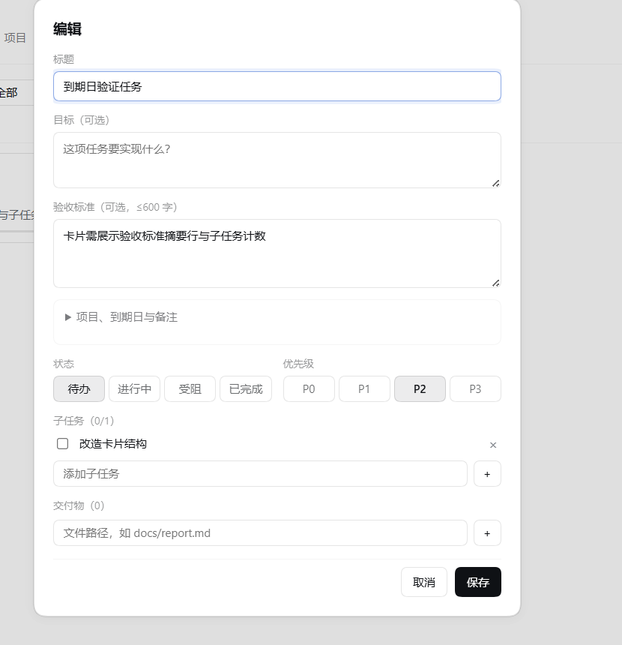 项目
编辑
标题
全部
到期日验证任务
目标（可选）
这项任务要实现什么？
验收标准（可选，≤600 字）
与子任
卡片需展示验收标准摘要行与子任务计数
▶ 项目、到期日与备注
状态 优先级
待办 进行中 受阻 已完成 P0 P1 P2 P3
子任务（0/1）
改造卡片结构 ×
添加子任务 +
交付物（0）
文件路径，如 docs/report.md +
取消 保存